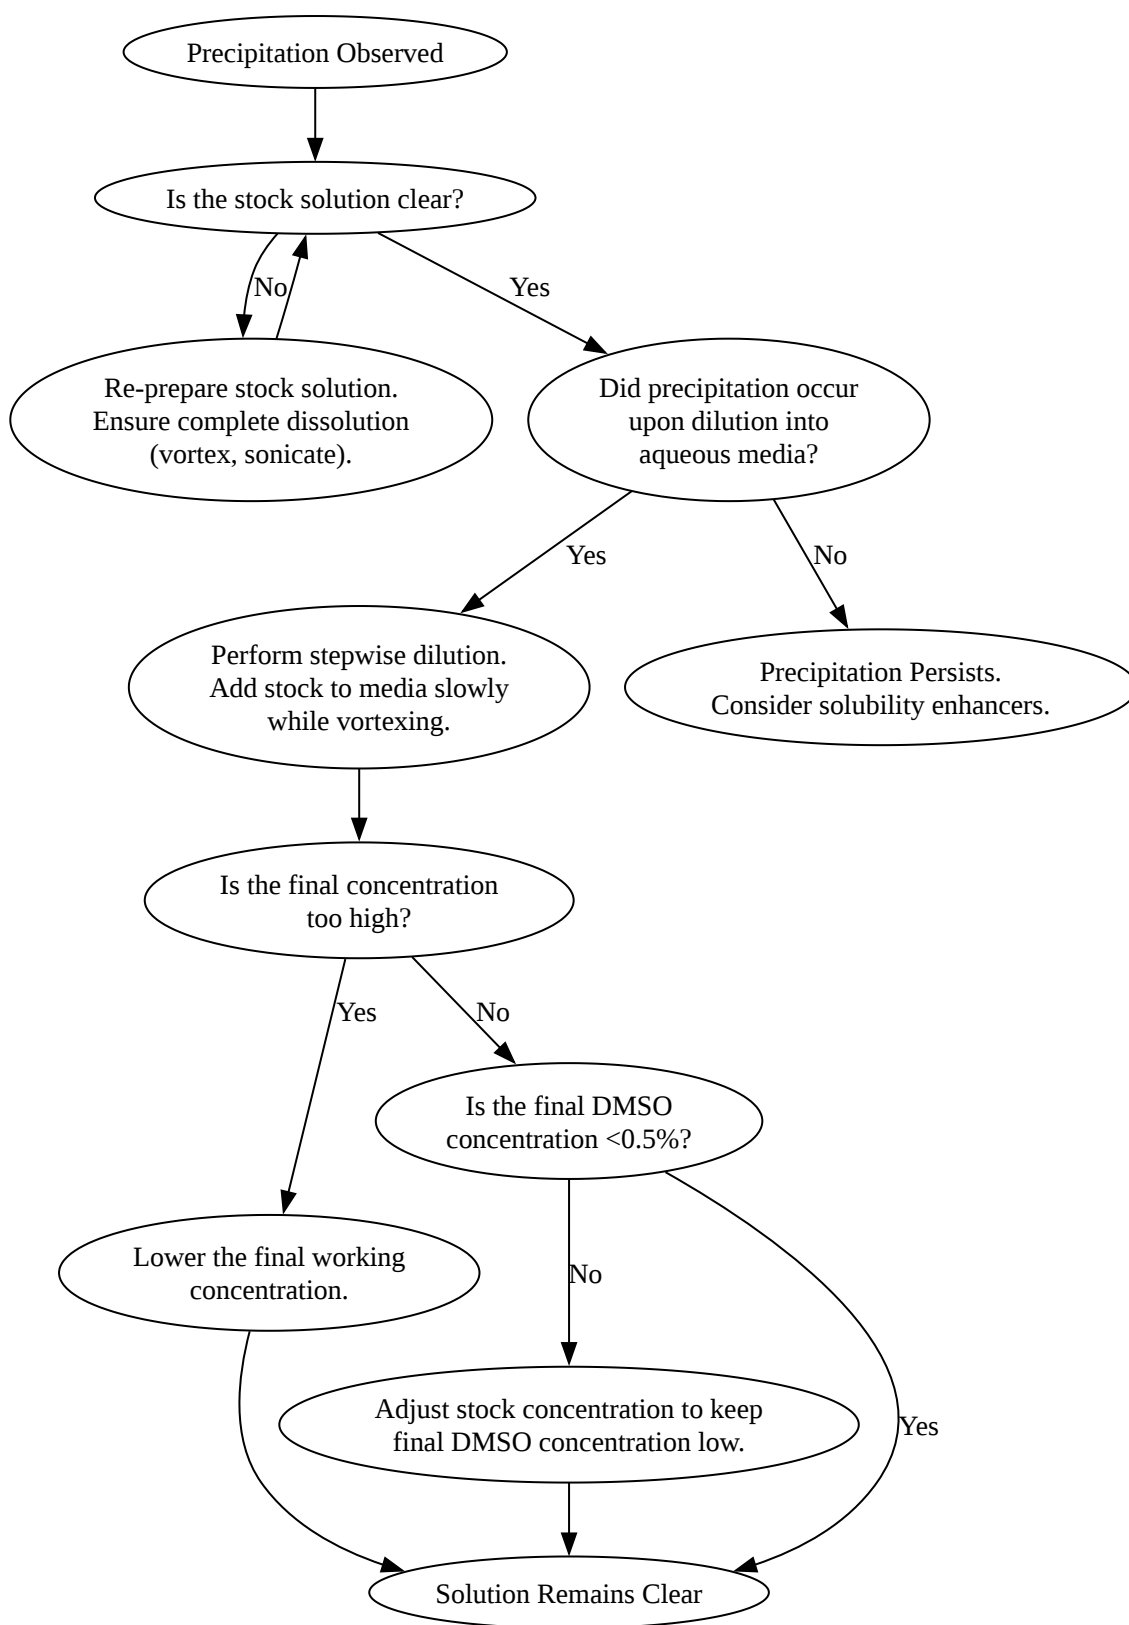 Precipitation Observed
Is the stock solution clear?
No
Yes
Re-prepare stock solution.
Ensure complete dissolution
(vortex, sonicate).
Did precipitation occur
upon dilution into
aqueous media?
Yes
No
Perform stepwise dilution.
Add stock to media slowly
while vortexing.
Precipitation Persists.
Consider solubility enhancers.
Is the final concentration
too high?
Yes
No
Is the final DMSO
concentration <0.5%?
Lower the final working
concentration.
No
Adjust stock concentration to keep
final DMSO concentration low.
Yes
Solution Remains Clear